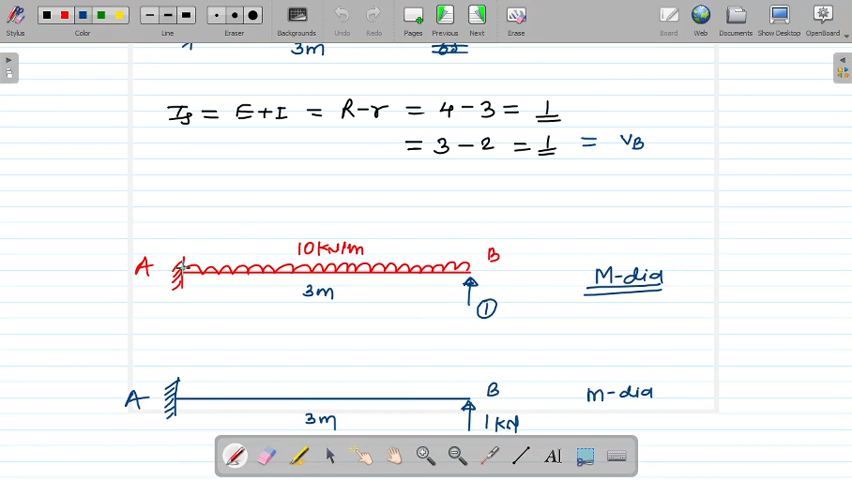 Stylus Color Line Eraser Backgrounds Undo Redo Pages Previous Next Erase Board Web Documents Show Desktop OpenBoard
3m
Is = E+I = R-r = 4-3 = 1
= 3-2 = 1 = VB
10kN/m
A B
3m M-dia
1
A B M-dia
3m 1kN